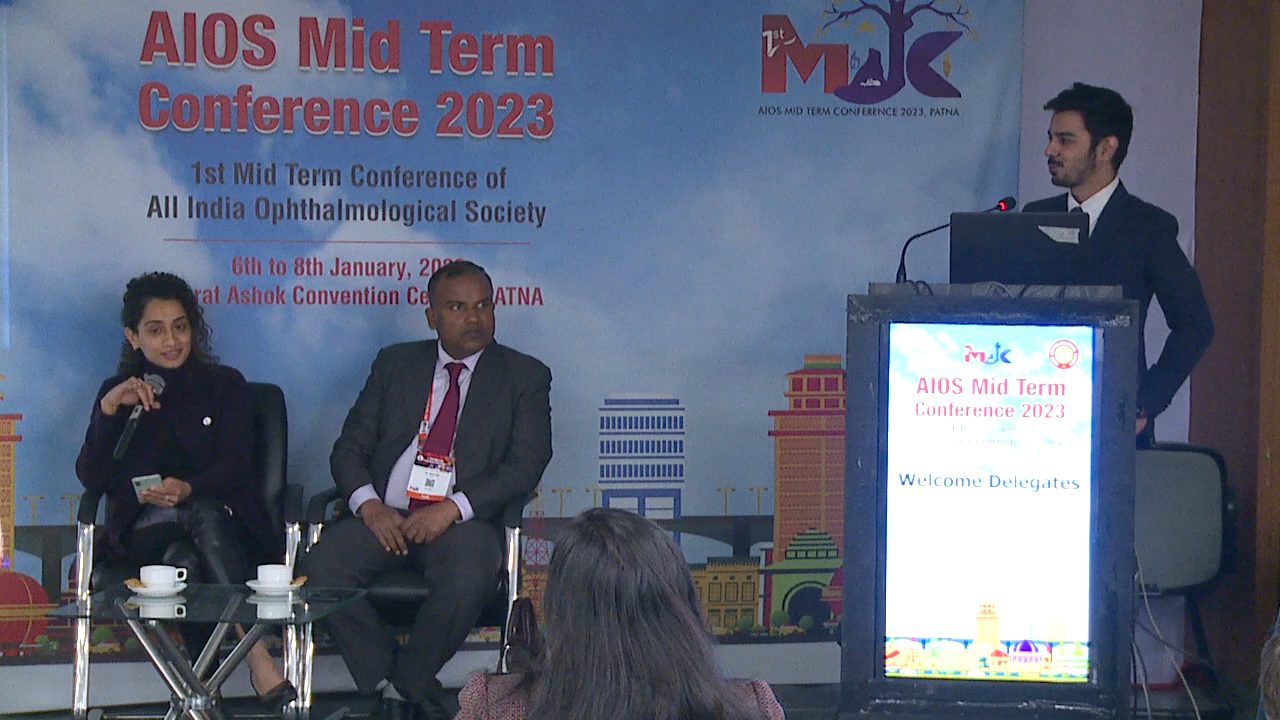 AIOS Mid Term
Conference 2023
1st Mid Term Conference of
All India Ophthalmological Society
6th to 8th January,
Ashok Convention
1st
AIOS MID TERM CONFERENCE 2023, PATNA
AIOS Mid Term
Conference 2023
Welcome Delegates